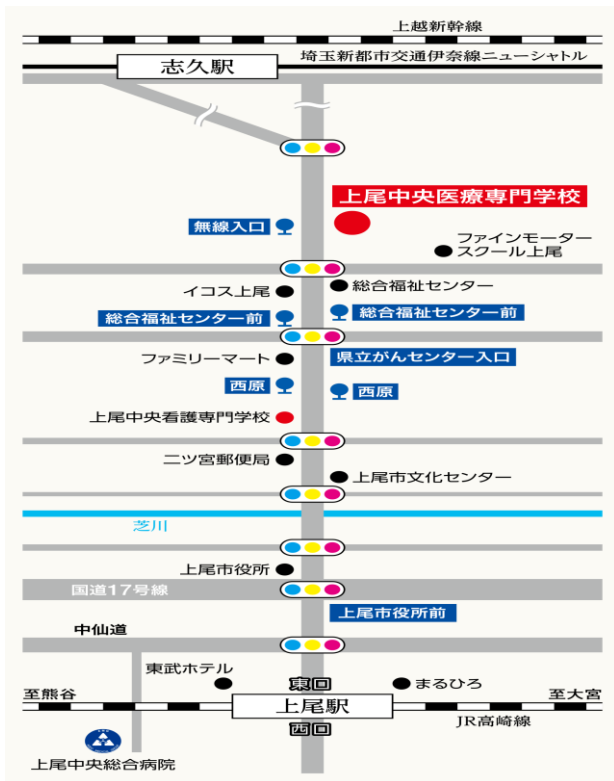 上越新幹線
埼玉新都市交通伊奈線ニューシャトル
志久駅
上尾中央医療専門学校
無線入口
ファインモーター
スクール上尾
イコス上尾
総合福祉センター
総合福祉センター前
総合福祉センター前
ファミリーマート
県立がんセンター入口
西原
西原
上尾中央看護専門学校
二ツ宮郵便局
上尾市文化センター
芝川
上尾市役所
国道17号線
上尾市役所前
中仙道
東武ホテル
東口
まるひろ
至熊谷
上尾駅
至大宮
西口
JR高崎線
上尾中央総合病院